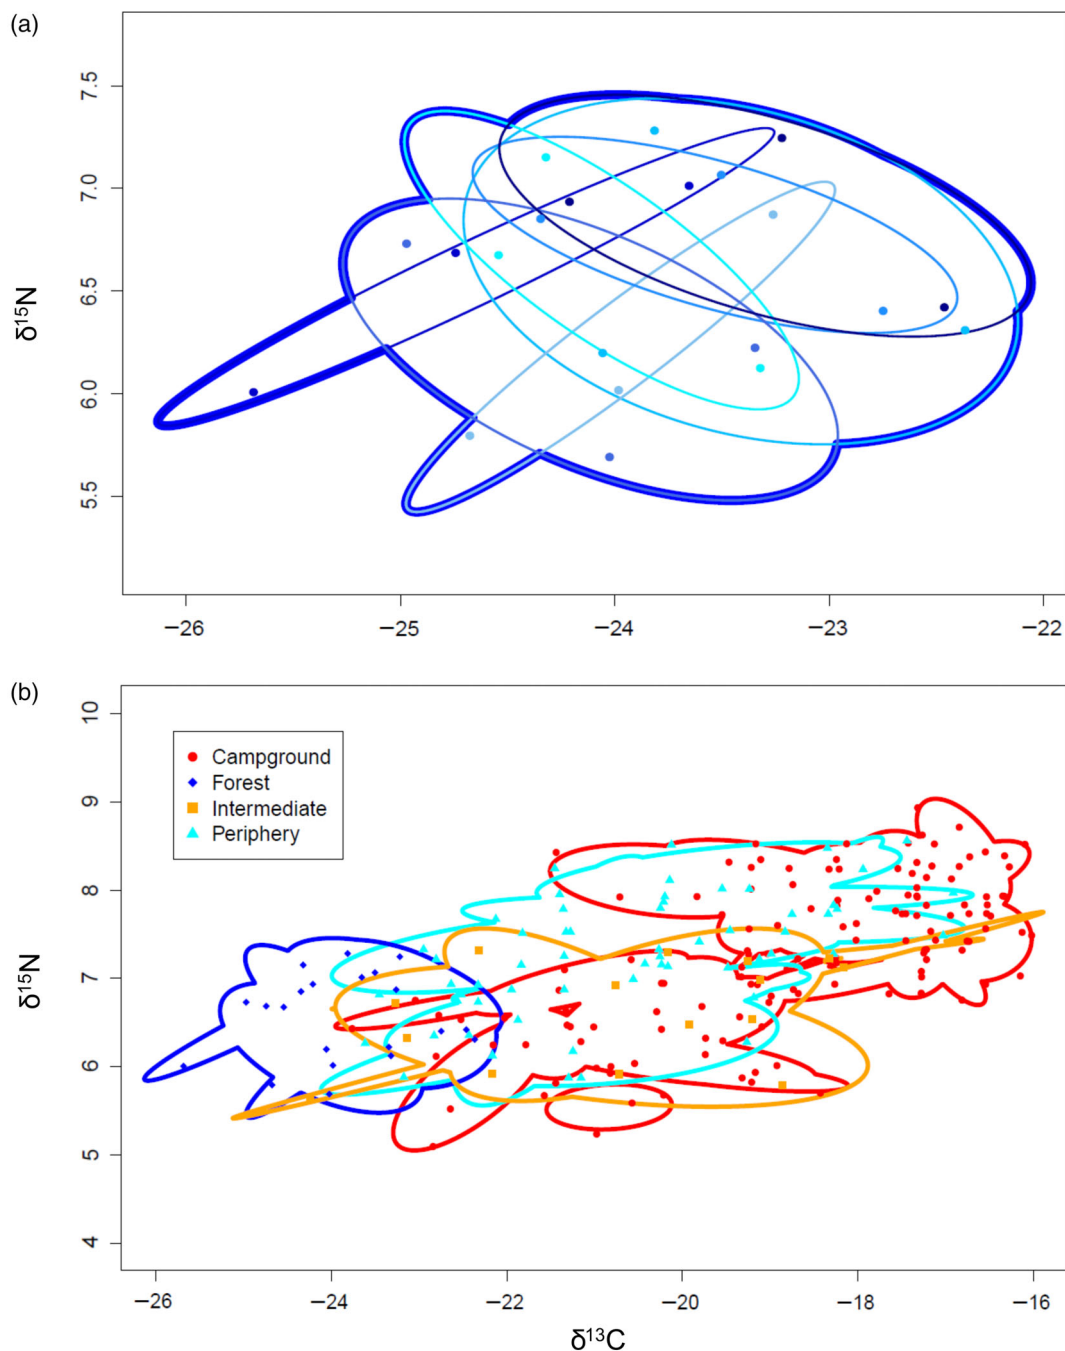 (a)
7.5
7.0
6.5
6.0
5.5
δ¹⁵N
−26 −25 −24 −23 −22
(b)
10
9
8
7
6
5
4
δ¹⁵N
Campground
Forest
Intermediate
Periphery
−26 −24 −22 −20 −18 −16
δ¹³C